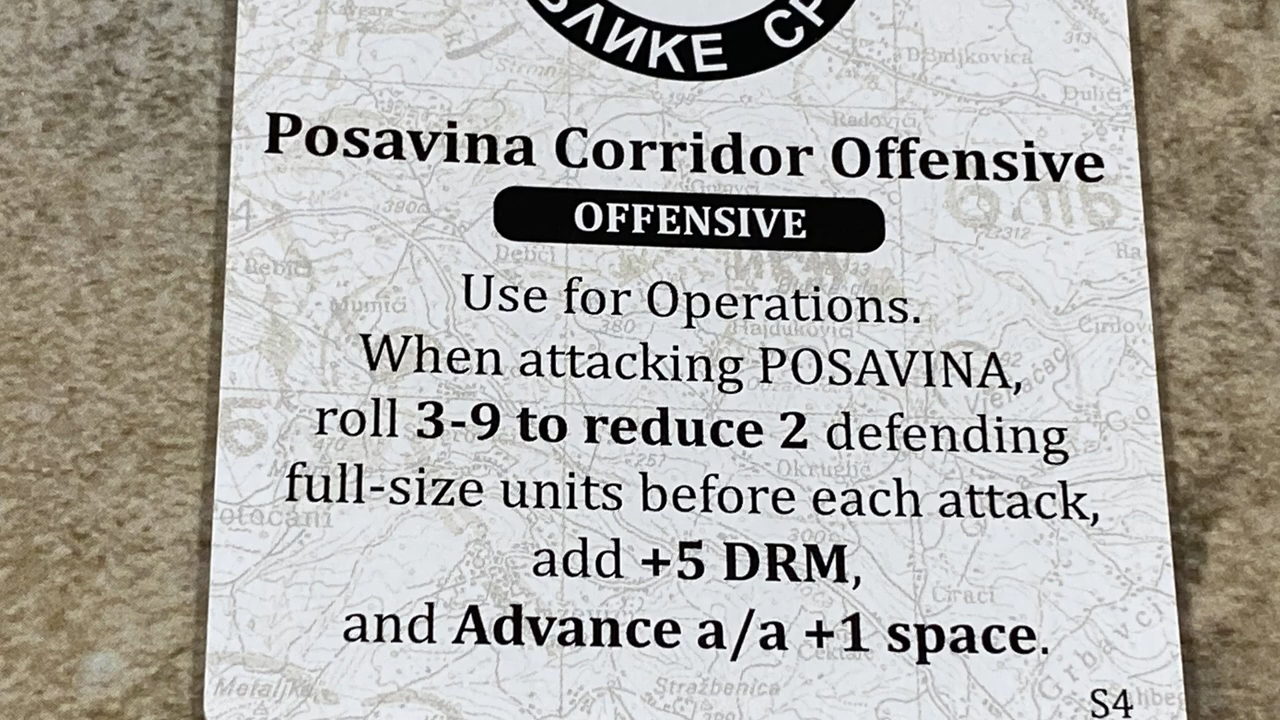 БЛИКЕ СР
Posavina Corridor Offensive
OFFENSIVE
Use for Operations.
When attacking POSAVINA,
roll 3-9 to reduce 2 defending
full-size units before each attack,
add +5 DRM,
and Advance a/a +1 space.
S4